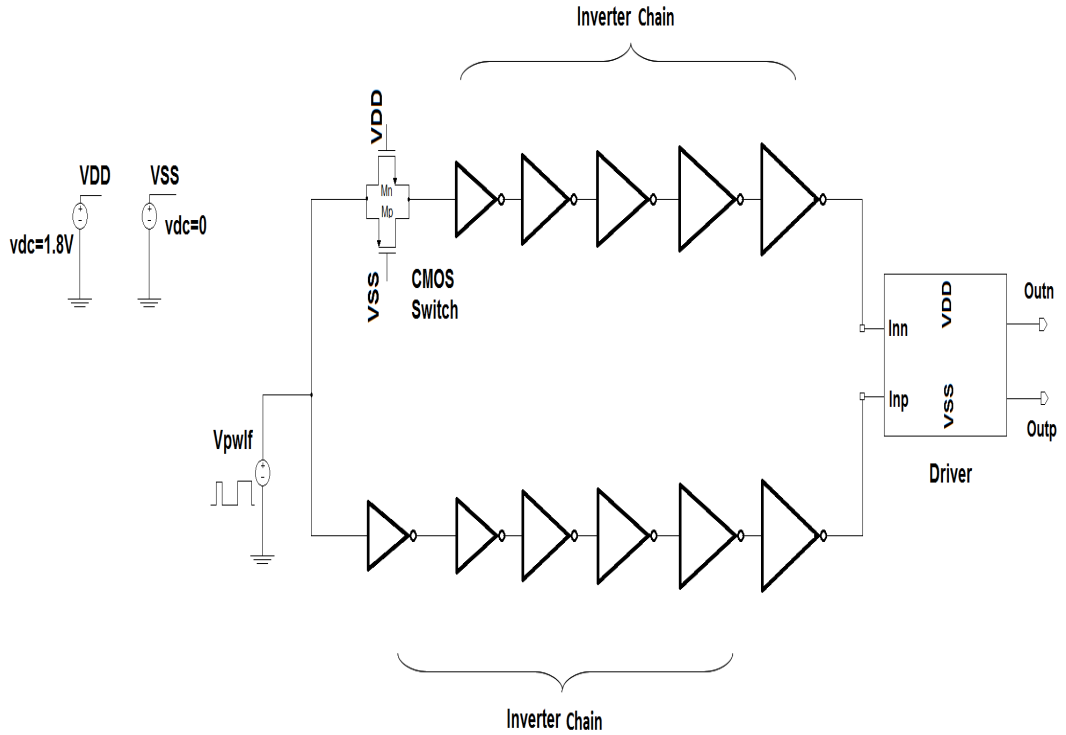 Inverter Chain
VDD
VDD
VSS
vdc=1.8V
vdc=0
Mn
Mp
VSS
CMOS
Switch
Inn
VDD
Outn
Inp
VSS
Outp
Driver
Vpwlf
Inverter Chain